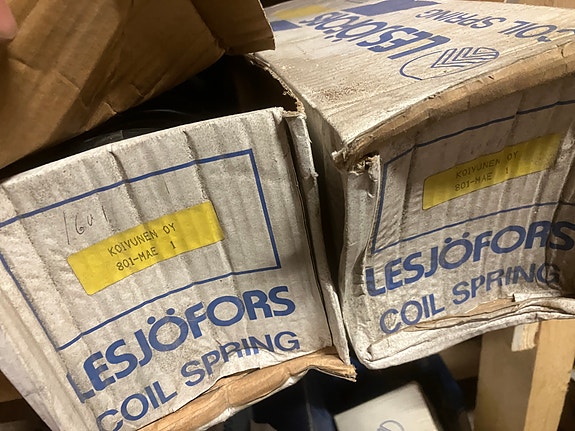 LESJÖFORS
COIL SPRING
1601
KOIVUNEN OY
801-MAE 1
LESJÖFORS
COIL SPRING
KOIVUNEN OY
801-MAE 1
LESJÖFORS
COIL SPRING